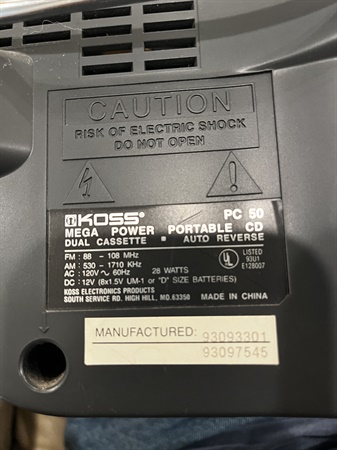 CAUTION
RISK OF ELECTRIC SHOCK
DO NOT OPEN
KOSS® PC 50
MEGA POWER PORTABLE CD
DUAL CASSETTE • AUTO REVERSE
FM : 88 - 108 MHz
AM : 530 - 1710 KHz
AC : 120V ~ 60Hz 28 WATTS
DC : 12V (8x1.5V UM-1 or "D" SIZE BATTERIES)
KOSS ELECTRONICS PRODUCTS
SOUTH SERVICE RD. HIGH HILL, MO. 63350 MADE IN CHINA
UL LISTED
93U1
E128007
MANUFACTURED: 93093301
93097545